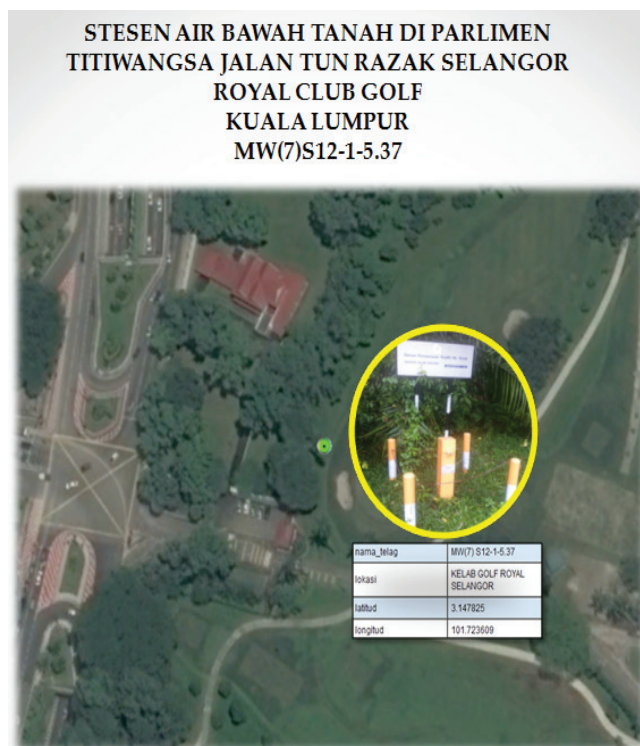 STESEN AIR BAWAH TANAH DI PARLIMEN
TITIWANGSA JALAN TUN RAZAK SELANGOR
ROYAL CLUB GOLF
KUALA LUMPUR
MW(7)S12-1-5.37
nama_telag MW(7) S12-1-5.37
lokasi KELAB GOLF ROYAL
SELANGOR
latitud 3.147825
longitud 101.723609